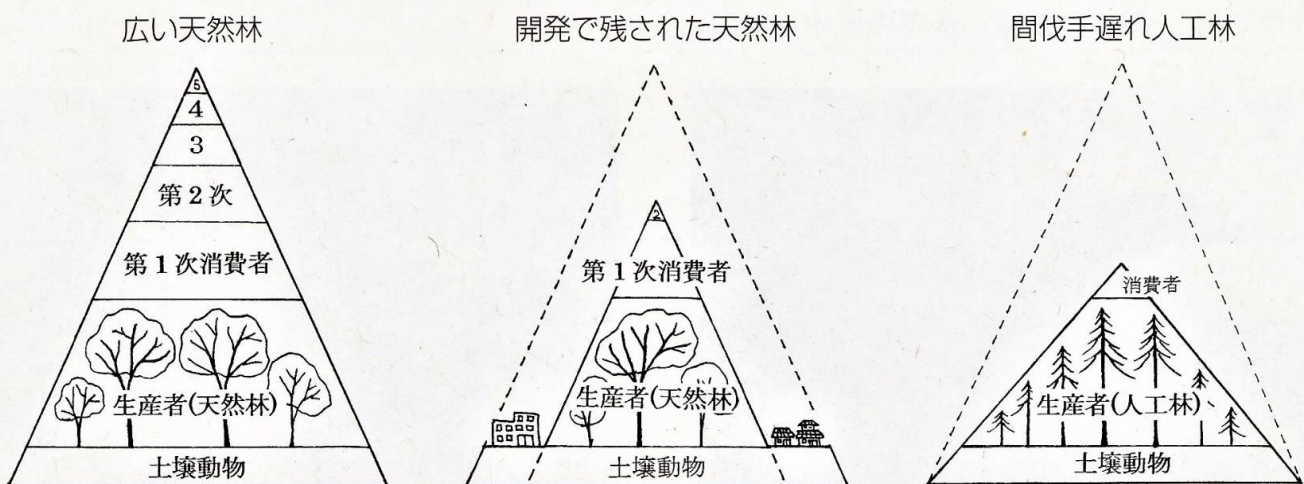 広い天然林
5
4
3
第2次
第1次消費者
生産者(天然林)
土壌動物
開発で残された天然林
2
第1次消費者
生産者(天然林)
土壌動物
間伐手遅れ人工林
消費者
生産者(人工林)
土壌動物